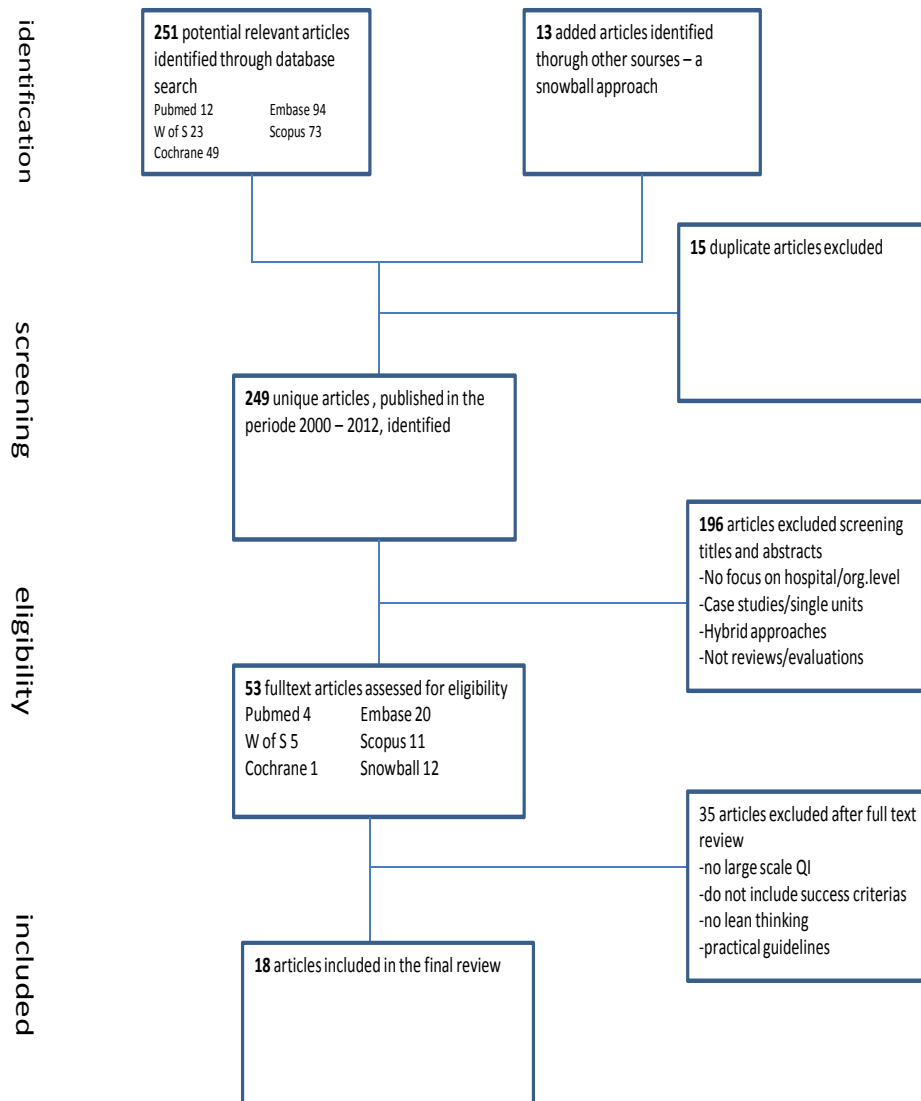 identification
251 potential relevant articles
identified through database
search
Pubmed 12 Embase 94
W of S 23 Scopus 73
Cochrane 49
13 added articles identified
thorugh other sourses – a
snowball approach
15 duplicate articles excluded
screening
249 unique articles , published in the
periode 2000 – 2012, identified
196 articles excluded screening
titles and abstracts
-No focus on hospital/org.level
-Case studies/single units
-Hybrid approaches
-Not reviews/evaluations
eligibility
53 fulltext articles assessed for eligibility
Pubmed 4 Embase 20
W of S 5 Scopus 11
Cochrane 1 Snowball 12
35 articles excluded after full text
review
-no large scale QI
-do not include success criterias
-no lean thinking
-practical guidelines
included
18 articles included in the final review